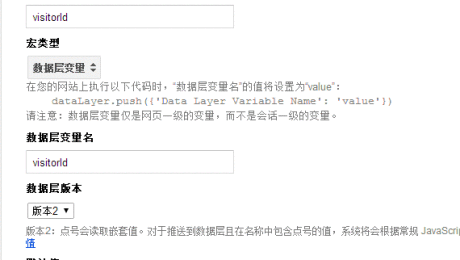 visitorId
宏类型
数据层变量
在您的网站上执行以下代码时，“数据层变量名”的值将设置为“value”：
dataLayer.push({'Data Layer Variable Name': 'value'})
请注意：数据层变量仅是网页一级的变量，而不是会话一级的变量。
数据层变量名
visitorId
数据层版本
版本2
版本2：点号会读取嵌套值。对于推送到数据层且在名称中包含点号的值，系统将会根据常规 JavaScrip
值